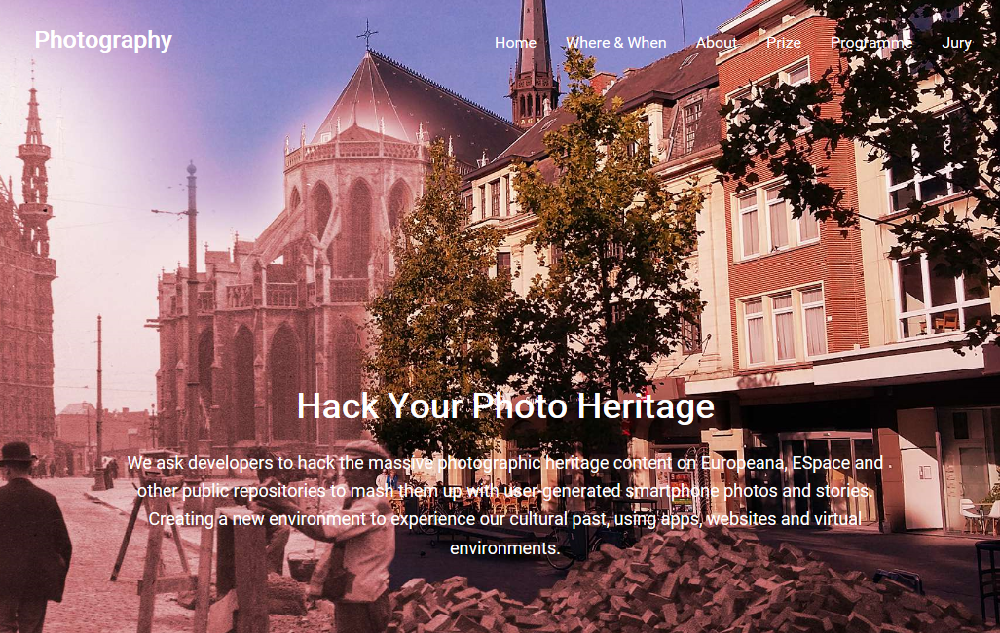 Photography
Home Where & When About Prize Programme Jury
Hack Your Photo Heritage
We ask developers to hack the massive photographic heritage content on Europeana, ESpace and .
other public repositories to mash them up with user-generated smartphone photos and stories.
Creating a new environment to experience our cultural past, using apps, websites and virtual
environments.